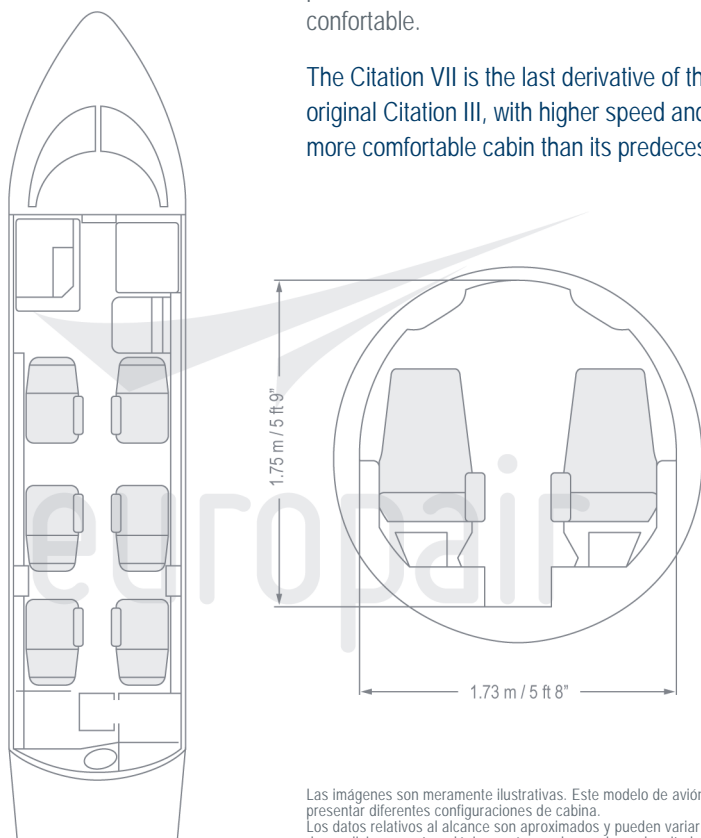 confortable.
The Citation VII is the last derivative of th
original Citation III, with higher speed and
more comfortable cabin than its predeces
1.75 m / 5 ft 9”
europair
1.73 m / 5 ft 8”
Las imágenes son meramente ilustrativas. Este modelo de avión
presentar diferentes configuraciones de cabina.
Los datos relativos al alcance son aproximados y pueden variar